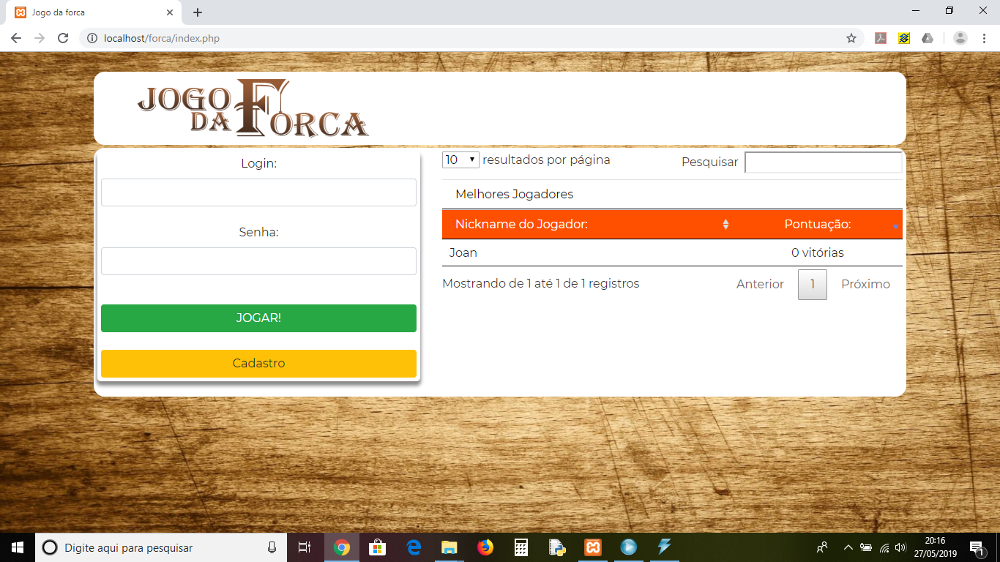 Jogo da forca
localhost/forca/index.php
JOGO
DA FORCA
Login:
Senha:
JOGAR!
Cadastro
10 resultados por página
Pesquisar
Melhores Jogadores
Nickname do Jogador: Pontuação:
Joan 0 vitórias
Mostrando de 1 até 1 de 1 registros
Anterior 1 Próximo
Digite aqui para pesquisar
20:16
27/05/2019
1